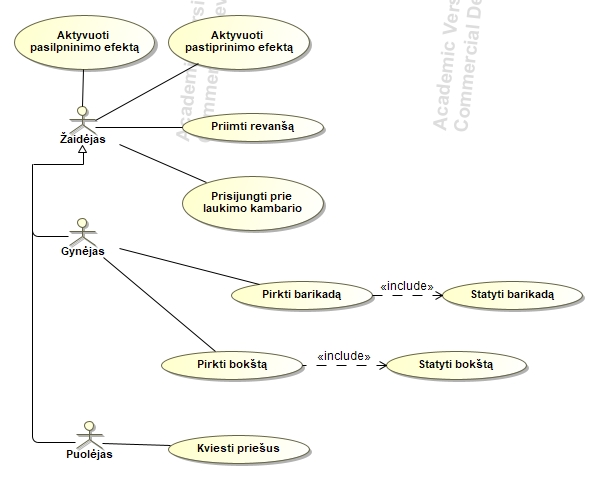 Aktyvuoti
pasilpninimo efektą
Aktyvuoti
pastiprinimo efektą
Academic Versi
Commercial Dev
Academic Vers
Commercial De
Priimti revanšą
Žaidėjas
Prisijungti prie
laukimo kambario
Gynėjas
Pirkti barikadą
«include»
Statyti barikadą
Pirkti bokštą
«include»
Statyti bokštą
Kviesti priešus
Puolėjas